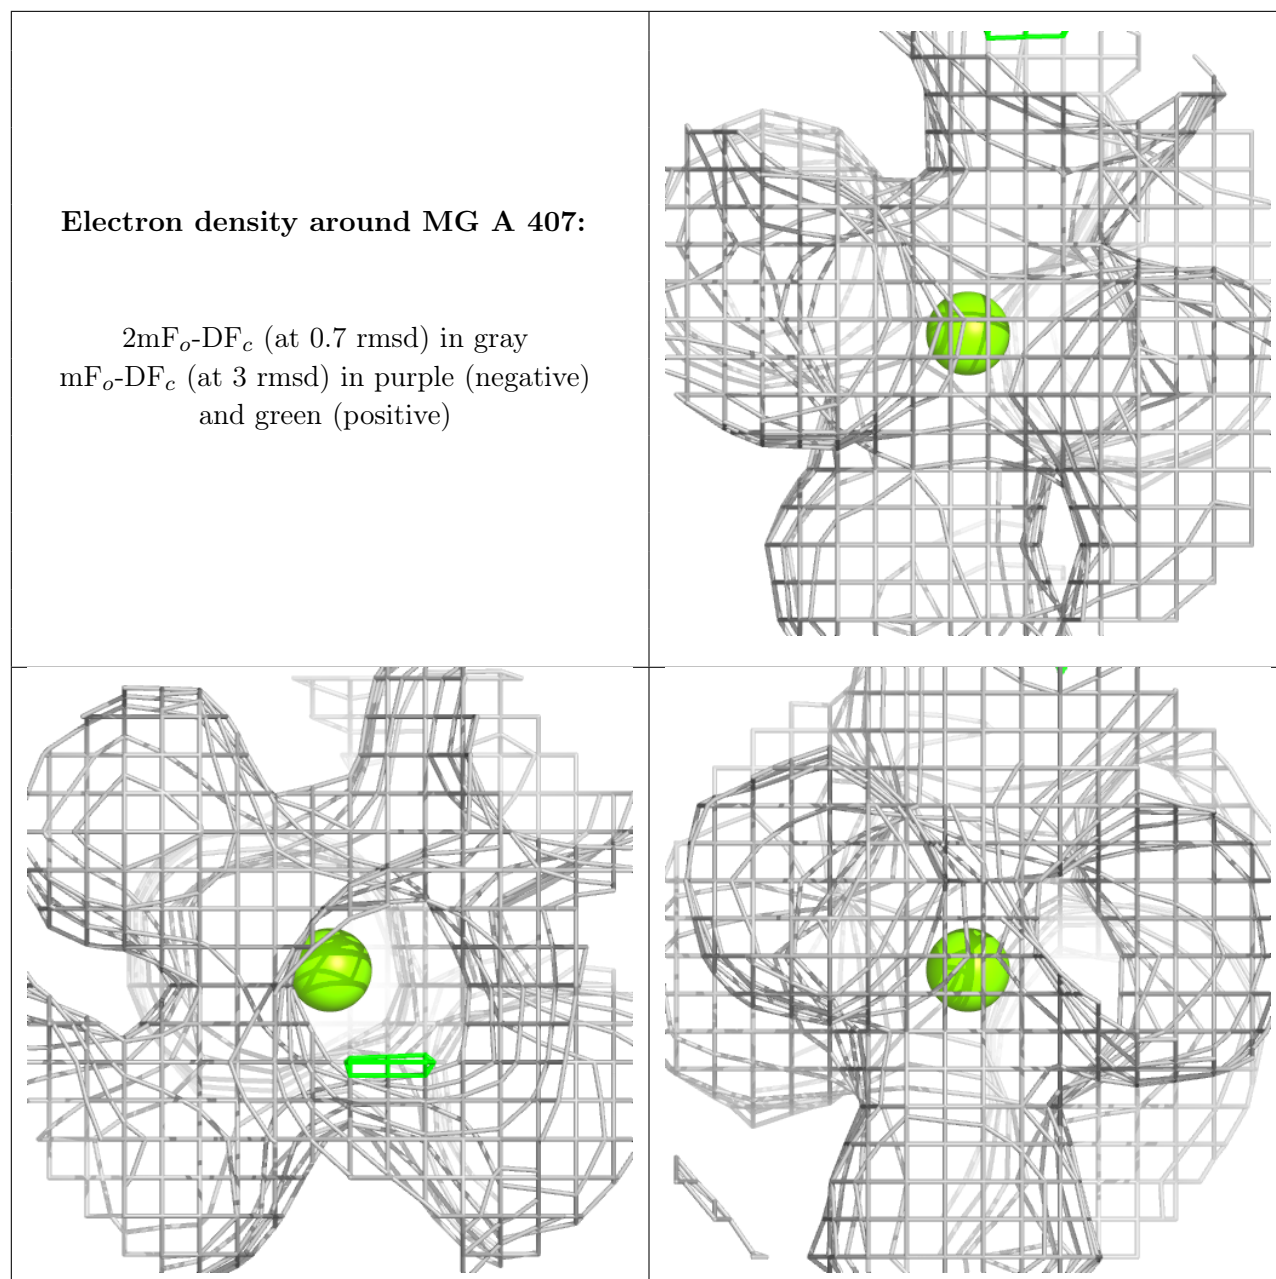 Electron density around MG A 407:
2mFo-DFc (at 0.7 rmsd) in gray
mFo-DFc (at 3 rmsd) in purple (negative)
and green (positive)